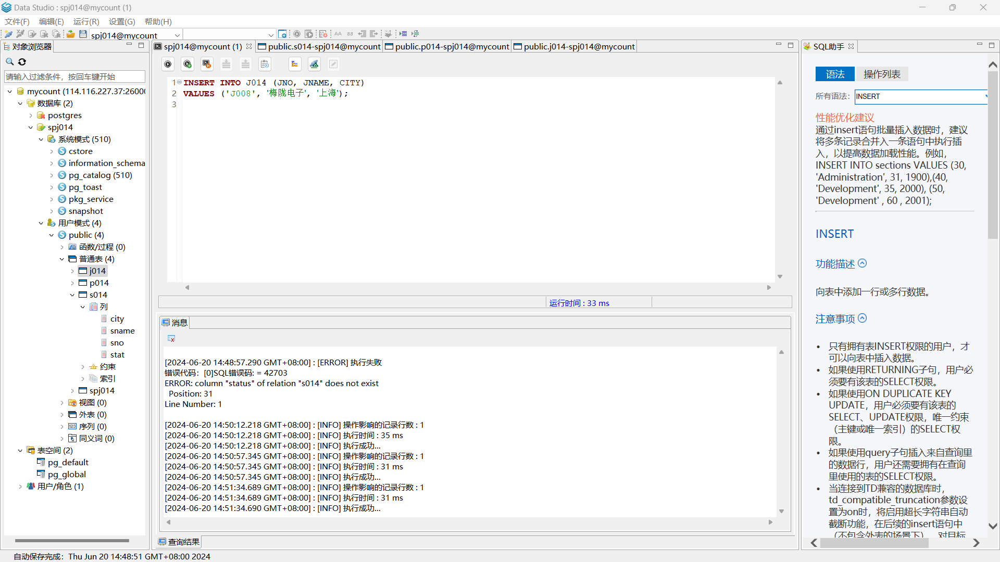 Data Studio : spj014@mycount (1)
文件(F) 编辑(E) 运行(R) 设置(G) 帮助(H)
spj014@mycount
对象浏览器
请输入过滤条件，按回车键开始
mycount (114.116.227.37:2600
数据库 (2)
postgres
spj014
系统模式 (510)
cstore
information_schema
pg_catalog (510)
pg_toast
pkg_service
snapshot
用户模式 (4)
public (4)
函数/过程 (0)
普通表 (4)
j014
p014
s014
列
city
sname
sno
stat
约束
索引
spj014
视图 (0)
外表 (0)
序列 (0)
同义词 (0)
表空间 (2)
pg_default
pg_global
用户/角色 (1)
spj014@mycount (1) public.s014-spj014@mycount public.p014-spj014@mycount public.j014-spj014@mycount
1 INSERT INTO J014 (JNO, JNAME, CITY)
2 VALUES ('J008', '梅陇电子', '上海');
3
运行时间 : 33 ms
消息
[2024-06-20 14:48:57.290 GMT+08:00] : [ERROR] 执行失败
错误代码：[0]SQL错误码: = 42703
ERROR: column "status" of relation "s014" does not exist
Position: 31
Line Number: 1
[2024-06-20 14:50:12.218 GMT+08:00] : [INFO] 操作影响的记录行数 : 1
[2024-06-20 14:50:12.218 GMT+08:00] : [INFO] 执行时间 : 35 ms
[2024-06-20 14:50:12.218 GMT+08:00] : [INFO] 执行成功...
[2024-06-20 14:50:57.345 GMT+08:00] : [INFO] 操作影响的记录行数 : 1
[2024-06-20 14:50:57.345 GMT+08:00] : [INFO] 执行时间 : 31 ms
[2024-06-20 14:50:57.345 GMT+08:00] : [INFO] 执行成功...
[2024-06-20 14:51:34.689 GMT+08:00] : [INFO] 操作影响的记录行数 : 1
[2024-06-20 14:51:34.689 GMT+08:00] : [INFO] 执行时间 : 31 ms
[2024-06-20 14:51:34.690 GMT+08:00] : [INFO] 执行成功...
查询结果
SQL助手
语法 操作列表
所有语法: INSERT
性能优化建议
通过insert语句批量插入数据时，建议
将多条记录合并入一条语句中执行插
入，以提高数据加载性能。例如，
INSERT INTO sections VALUES (30,
'Administration', 31, 1900),(40,
'Development', 35, 2000), (50,
'Development' , 60 , 2001);
INSERT
功能描述
向表中添加一行或多行数据。
注意事项
• 只有拥有表INSERT权限的用户，才
可以向表中插入数据。
• 如果使用RETURNING子句，用户必
须要有该表的SELECT权限。
• 如果使用ON DUPLICATE KEY
UPDATE，用户必须要有该表的
SELECT、UPDATE权限，唯一约束
（主键或唯一索引）的SELECT权
限。
• 如果使用query子句插入来自查询里
的数据行，用户还需要拥有在查询
里使用的表的SELECT权限。
• 当连接到TD兼容的数据库时，
td_compatible_truncation参数设
置为on时，将启用超长字符串自动
截断功能，在后续的insert语句中
（不包含外表的场景下），对目标
自动保存完成：Thu Jun 20 14:48:51 GMT+08:00 2024